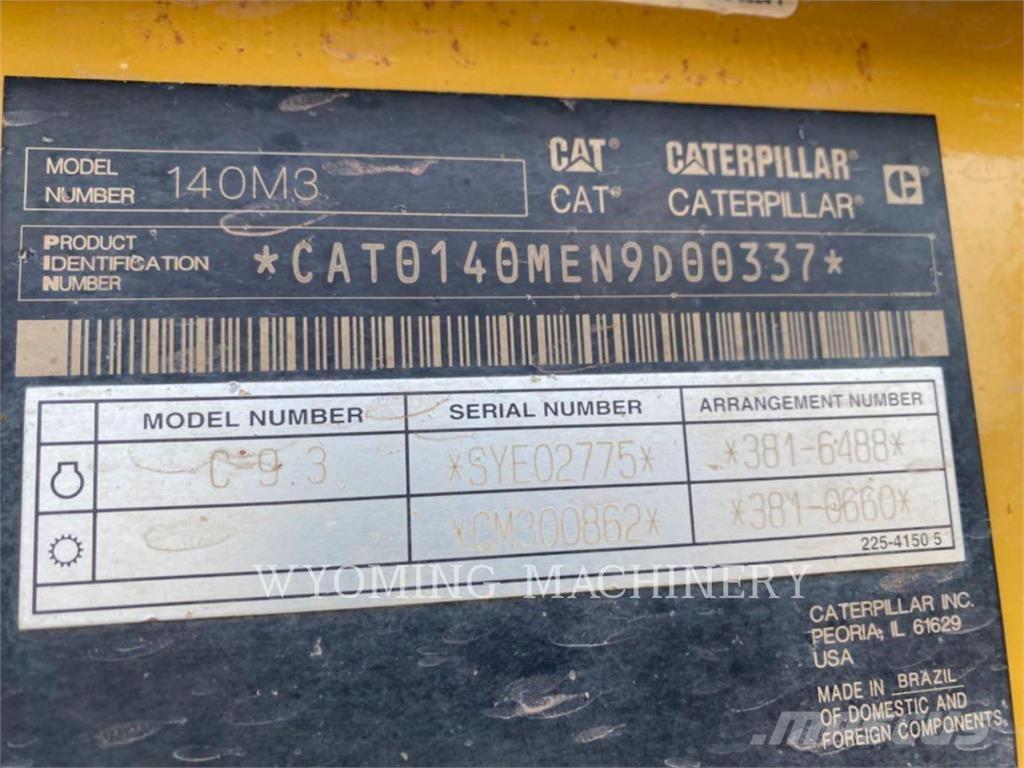 MODEL NUMBER 140M3
CAT® CATERPILLAR®
CAT® CATERPILLAR®
PRODUCT IDENTIFICATION NUMBER *CAT0140MEN9D00337*
MODEL NUMBER SERIAL NUMBER ARRANGEMENT NUMBER
C-9.3 *SYE02775* *381-6488*
*CM300862* *381-0660*
225-4150 5
WYOMING MACHINERY
CATERPILLAR INC.
PEORIA, IL 61629
USA
MADE IN BRAZIL
OF DOMESTIC AND
FOREIGN COMPONENTS.
Mascus